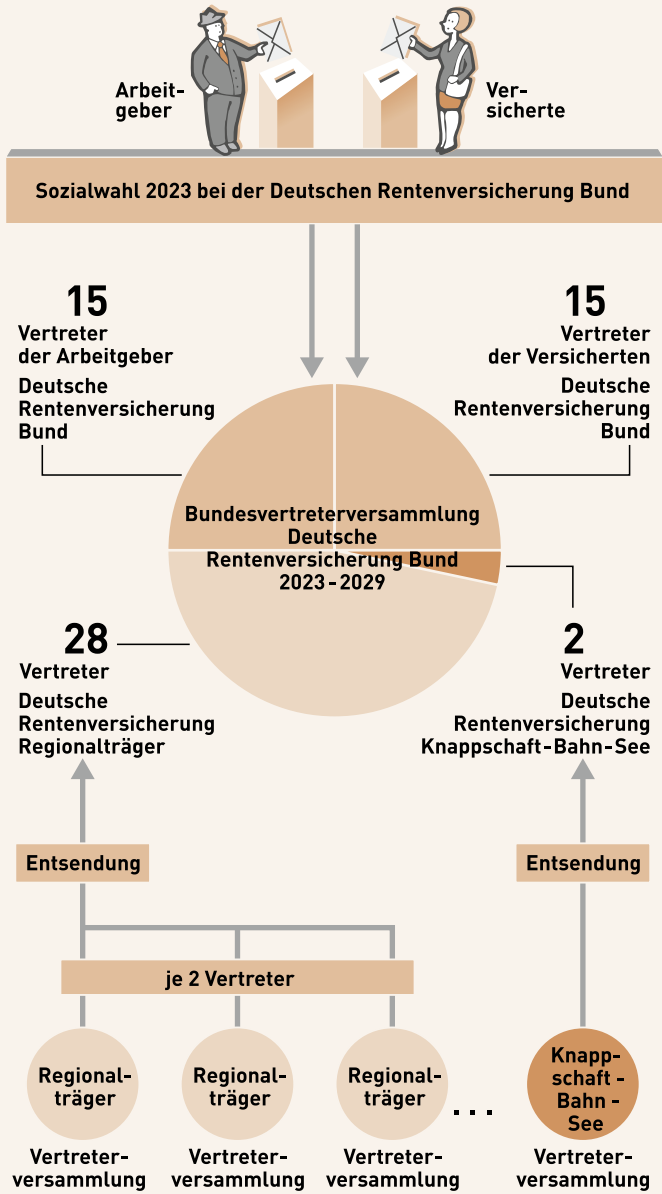 Arbeit-
geber
Ver-
sicherte
Sozialwahl 2023 bei der Deutschen Rentenversicherung Bund
15
Vertreter
der Arbeitgeber
Deutsche
Rentenversicherung
Bund
15
Vertreter
der Versicherten
Deutsche
Rentenversicherung
Bund
Bundesvertreterversammlung
Deutsche
Rentenversicherung Bund
2023-2029
28
Vertreter
Deutsche
Rentenversicherung
Regionalträger
2
Vertreter
Deutsche
Rentenversicherung
Knappschaft-Bahn-See
Entsendung
Entsendung
je 2 Vertreter
Regional-
träger
Regional-
träger
Regional-
träger
...
Knapp-
schaft -
Bahn -
See
Vertreter-
versammlung
Vertreter-
versammlung
Vertreter-
versammlung
Vertreter-
versammlung